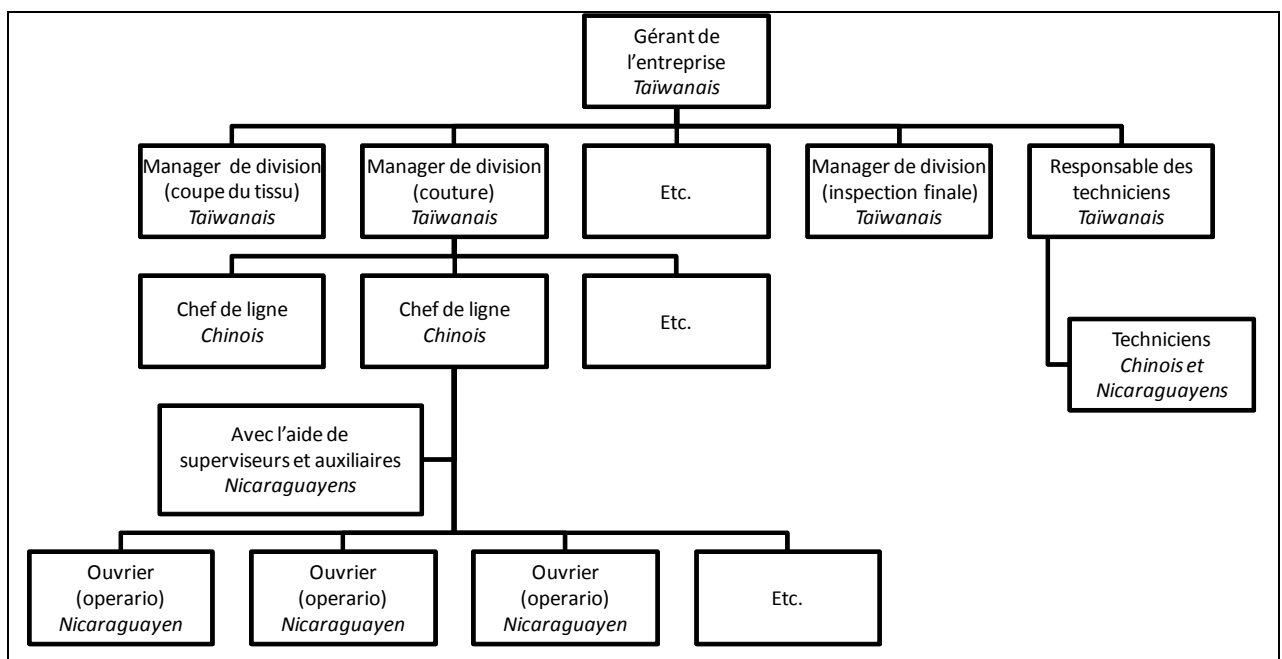 Gérant de
l'entreprise
Taïwanais
Manager de division
(coupe du tissu)
Taïwanais
Manager de division
(couture)
Taïwanais
Etc.
Manager de division
(inspection finale)
Taïwanais
Responsable des
techniciens
Taïwanais
Chef de ligne
Chinois
Chef de ligne
Chinois
Etc.
Techniciens
Chinois et
Nicaraguayens
Avec l'aide de
superviseurs et auxiliaires
Nicaraguayens
Ouvrier
(operario)
Nicaraguayen
Ouvrier
(operario)
Nicaraguayen
Ouvrier
(operario)
Nicaraguayen
Etc.